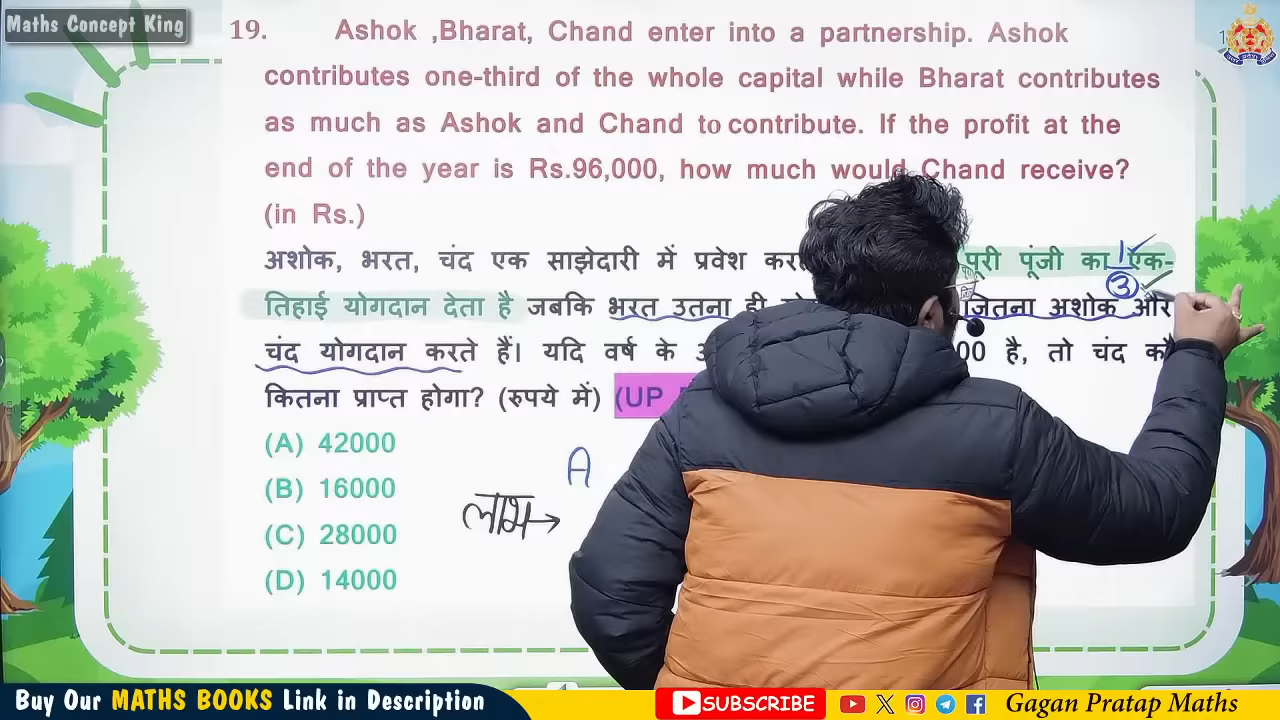 Maths Concept King
19. Ashok ,Bharat, Chand enter into a partnership. Ashok
contributes one-third of the whole capital while Bharat contributes
as much as Ashok and Chand to contribute. If the profit at the
end of the year is Rs.96,000, how much would Chand receive?
(in Rs.)
अशोक, भरत, चंद एक साझेदारी में प्रवेश पूरी पूंजी का एक-
1
3
तिहाई योगदान देता है जबकि भरत उतना ही जितना अशोक और
चंद योगदान करते हैं। यदि वर्ष के 00 है, तो चंद को
कितना प्राप्त होगा? (रुपये में) (UP
(A) 42000
A
(B) 16000
लाभ→
(C) 28000
(D) 14000
Buy Our MATHS BOOKS Link in Description
SUBSCRIBE
Gagan Pratap Maths